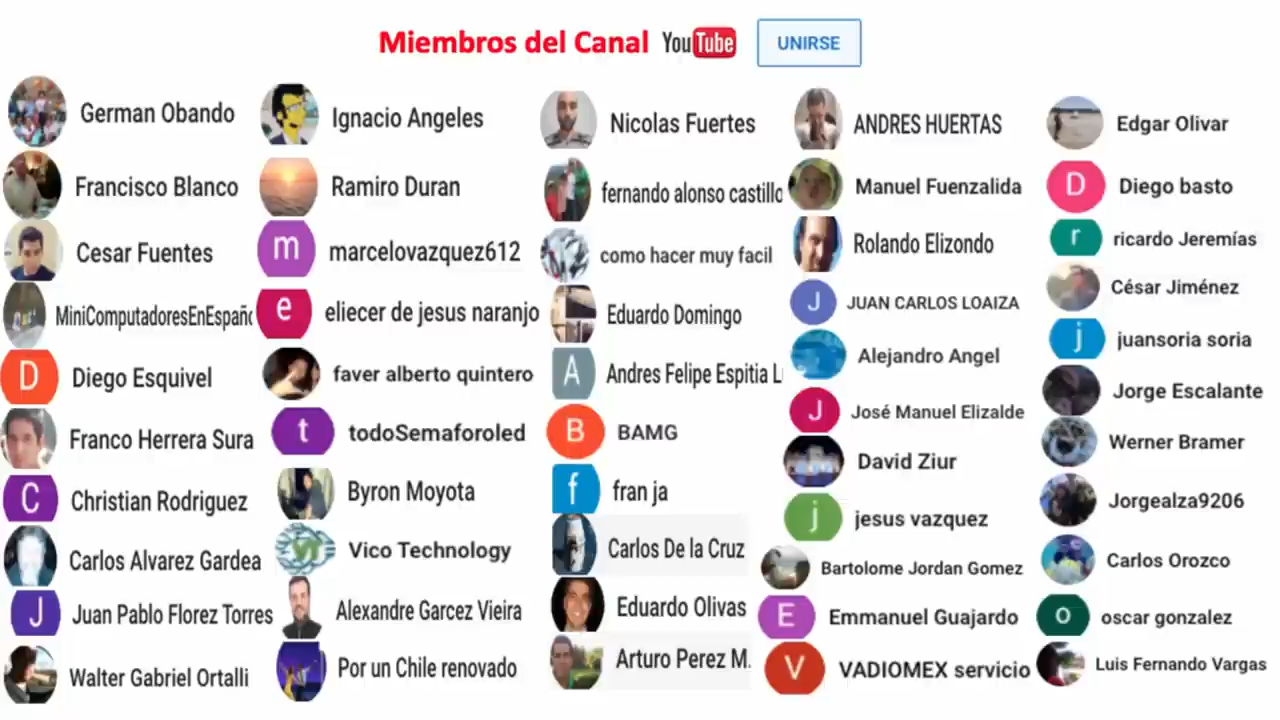 Miembros del Canal YouTube UNIRSE
German Obando
Francisco Blanco
Cesar Fuentes
MiniComputadoresEnEspaño
D Diego Esquivel
Franco Herrera Sura
C Christian Rodriguez
Carlos Alvarez Gardea
J Juan Pablo Florez Torres
Walter Gabriel Ortalli
Ignacio Angeles
Ramiro Duran
m marcelovazquez612
e eliecer de jesus naranjo
faver alberto quintero
t todoSemaforoled
Byron Moyota
VT Vico Technology
Alexandre Garcez Vieira
Por un Chile renovado
Nicolas Fuertes
fernando alonso castillo
como hacer muy facil
Eduardo Domingo
A Andres Felipe Espitia L
B BAMG
f fran ja
Carlos De la Cruz
Eduardo Olivas
Arturo Perez M.
ANDRES HUERTAS
Manuel Fuenzalida
Rolando Elizondo
J JUAN CARLOS LOAIZA
Alejandro Angel
J José Manuel Elizalde
David Ziur
j jesus vazquez
Bartolome Jordan Gomez
E Emmanuel Guajardo
V VADIOMEX servicio
Edgar Olivar
D Diego basto
r ricardo Jeremías
César Jiménez
j juansoria soria
Jorge Escalante
Werner Bramer
Jorgealza9206
Carlos Orozco
o oscar gonzalez
Luis Fernando Vargas